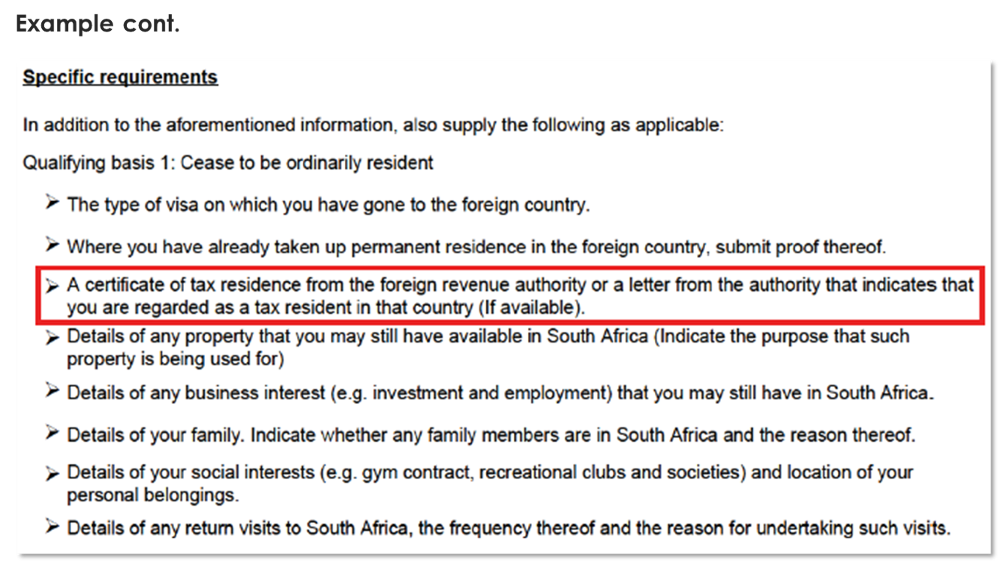 Example cont.
Specific requirements
In addition to the aforementioned information, also supply the following as applicable:
Qualifying basis 1: Cease to be ordinarily resident
➢ The type of visa on which you have gone to the foreign country.
➢ Where you have already taken up permanent residence in the foreign country, submit proof thereof.
➢ A certificate of tax residence from the foreign revenue authority or a letter from the authority that indicates that
you are regarded as a tax resident in that country (If available).
➢ Details of any property that you may still have available in South Africa (Indicate the purpose that such
property is being used for)
➢ Details of any business interest (e.g. investment and employment) that you may still have in South Africa.
➢ Details of your family. Indicate whether any family members are in South Africa and the reason thereof.
➢ Details of your social interests (e.g. gym contract, recreational clubs and societies) and location of your
personal belongings.
➢ Details of any return visits to South Africa, the frequency thereof and the reason for undertaking such visits.